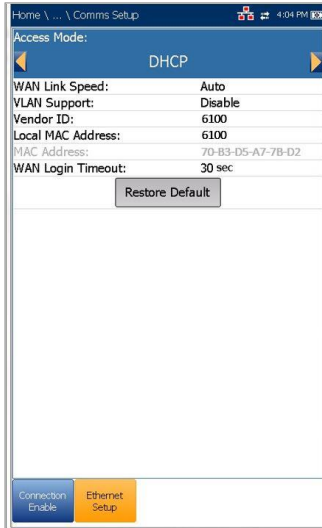 Home \ ... \ Comms Setup 4:04 PM
Access Mode:
DHCP
WAN Link Speed: Auto
VLAN Support: Disable
Vendor ID: 6100
Local MAC Address: 6100
MAC Address: 70-B3-D5-A7-7B-D2
WAN Login Timeout: 30 sec
Restore Default
Connection Enable
Ethernet Setup